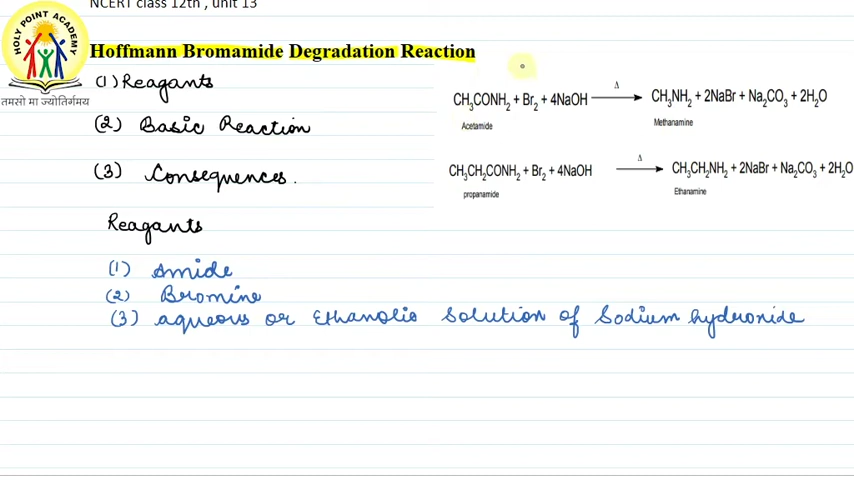 NCERT class 12th , unit 13
HOLY POINT ACADEMY
तमसो मा ज्योतिर्गमय
Hoffmann Bromamide Degradation Reaction
(1) Reagants
(2) Basic Reaction
(3) Consequences.
CH₃CONH₂ + Br₂ + 4NaOH Δ CH₃NH₂ + 2NaBr + Na₂CO₃ + 2H₂O
Acetamide Methanamine
CH₃CH₂CONH₂ + Br₂ + 4NaOH Δ CH₃CH₂NH₂ + 2NaBr + Na₂CO₃ + 2H₂O
propanamide Ethanamine
Reagants
(1) Amide
(2) Bromine
(3) aqueous or Ethanolic Solution of Sodium hydroxide